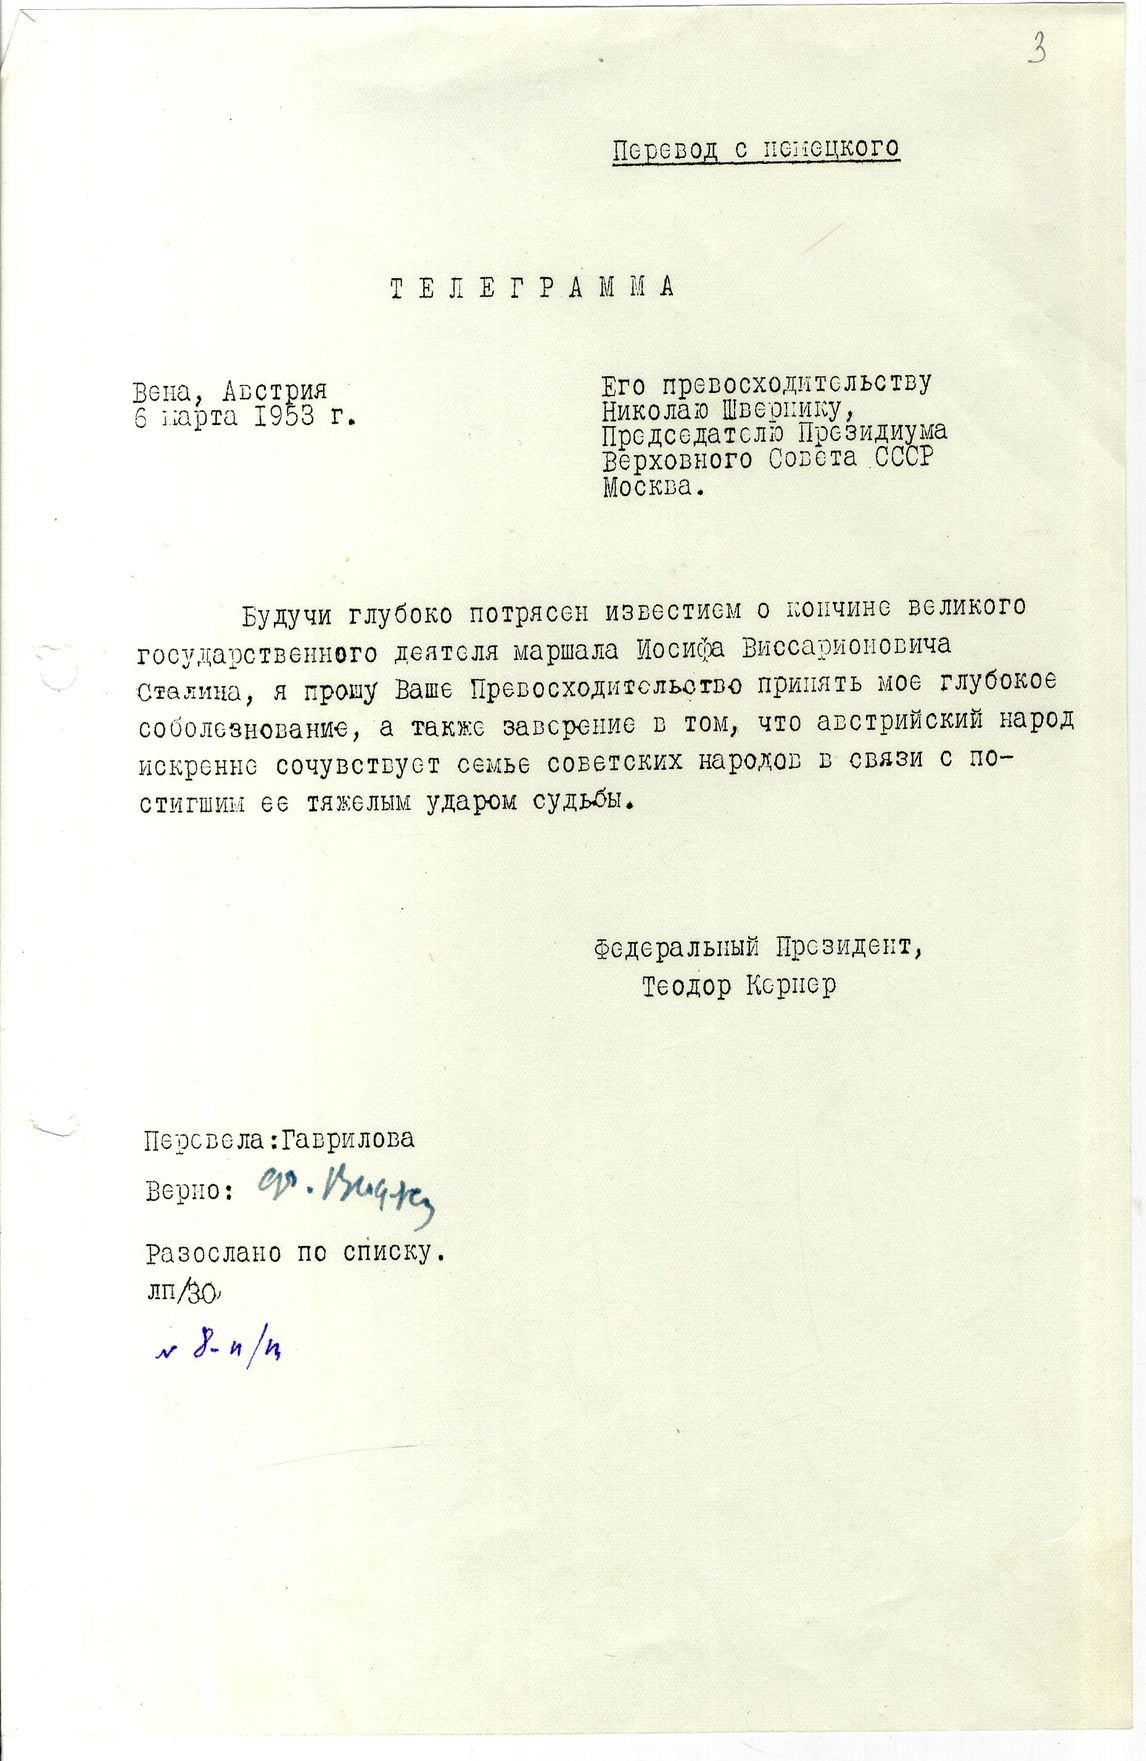 3
Перевод с немецкого
ТЕЛЕГРАММА
Вена, Австрия
6 марта 1953 г.
Его превосходительству
Николаю Швернику,
Председателю Президиума
Верховного Совета СССР
Москва.
Будучи глубоко потрясен известием о кончине великого
государственного деятеля маршала Иосифа Виссарионовича
Сталина, я прошу Ваше Превосходительство принять мое глубокое
соболезнование, а также заверение в том, что австрийский народ
искренне сочувствует семье советских народов в связи с по-
стигшим ее тяжелым ударом судьбы.
Федеральный Президент,
Теодор Кернер
Перевела:Гаврилова
Верно:
Разослано по списку.
лп/30